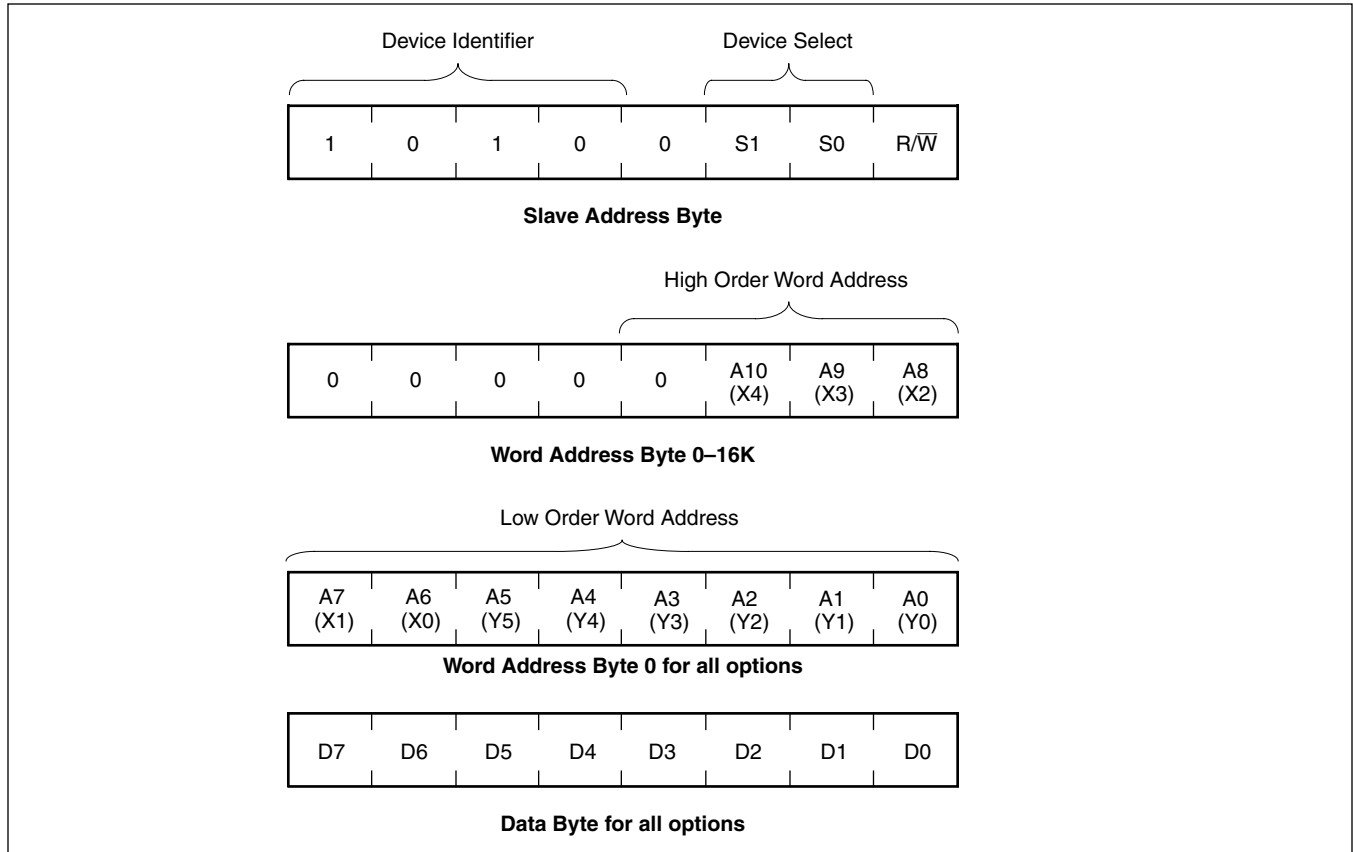 Device Identifier Device Select
1 0 1 0 0 S1 S0 R/W̅
Slave Address Byte
High Order Word Address
0 0 0 0 0 A10 A9 A8
(X4) (X3) (X2)
Word Address Byte 0–16K
Low Order Word Address
A7 A6 A5 A4 A3 A2 A1 A0
(X1) (X0) (Y5) (Y4) (Y3) (Y2) (Y1) (Y0)
Word Address Byte 0 for all options
D7 D6 D5 D4 D3 D2 D1 D0
Data Byte for all options